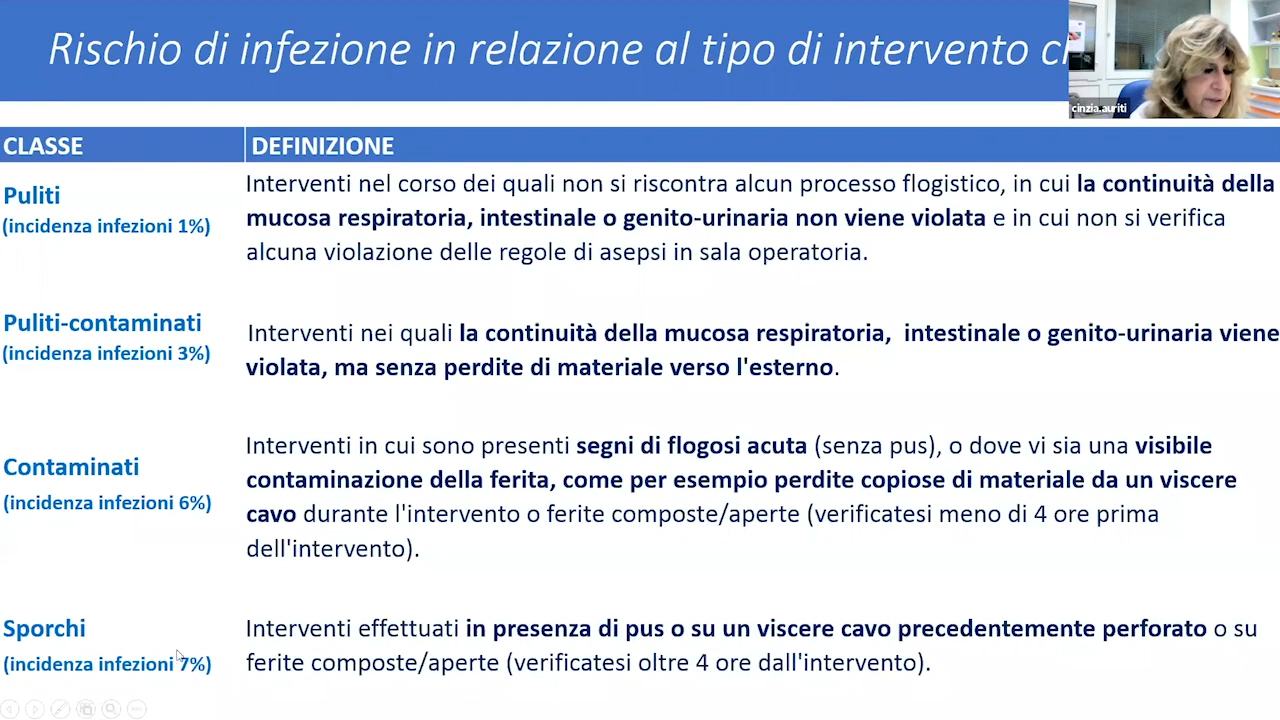 Rischio di infezione in relazione al tipo di intervento
cinzia.auriti
CLASSE
DEFINIZIONE
Puliti
(incidenza infezioni 1%)
Interventi nel corso dei quali non si riscontra alcun processo flogistico, in cui la continuità della
mucosa respiratoria, intestinale o genito-urinaria non viene violata e in cui non si verifica
alcuna violazione delle regole di asepsi in sala operatoria.
Puliti-contaminati
(incidenza infezioni 3%)
Interventi nei quali la continuità della mucosa respiratoria, intestinale o genito-urinaria viene
violata, ma senza perdite di materiale verso l'esterno.
Contaminati
(incidenza infezioni 6%)
Interventi in cui sono presenti segni di flogosi acuta (senza pus), o dove vi sia una visibile
contaminazione della ferita, come per esempio perdite copiose di materiale da un viscere
cavo durante l'intervento o ferite composte/aperte (verificatesi meno di 4 ore prima
dell'intervento).
Sporchi
(incidenza infezioni 7%)
Interventi effettuati in presenza di pus o su un viscere cavo precedentemente perforato o su
ferite composte/aperte (verificatesi oltre 4 ore dall'intervento).